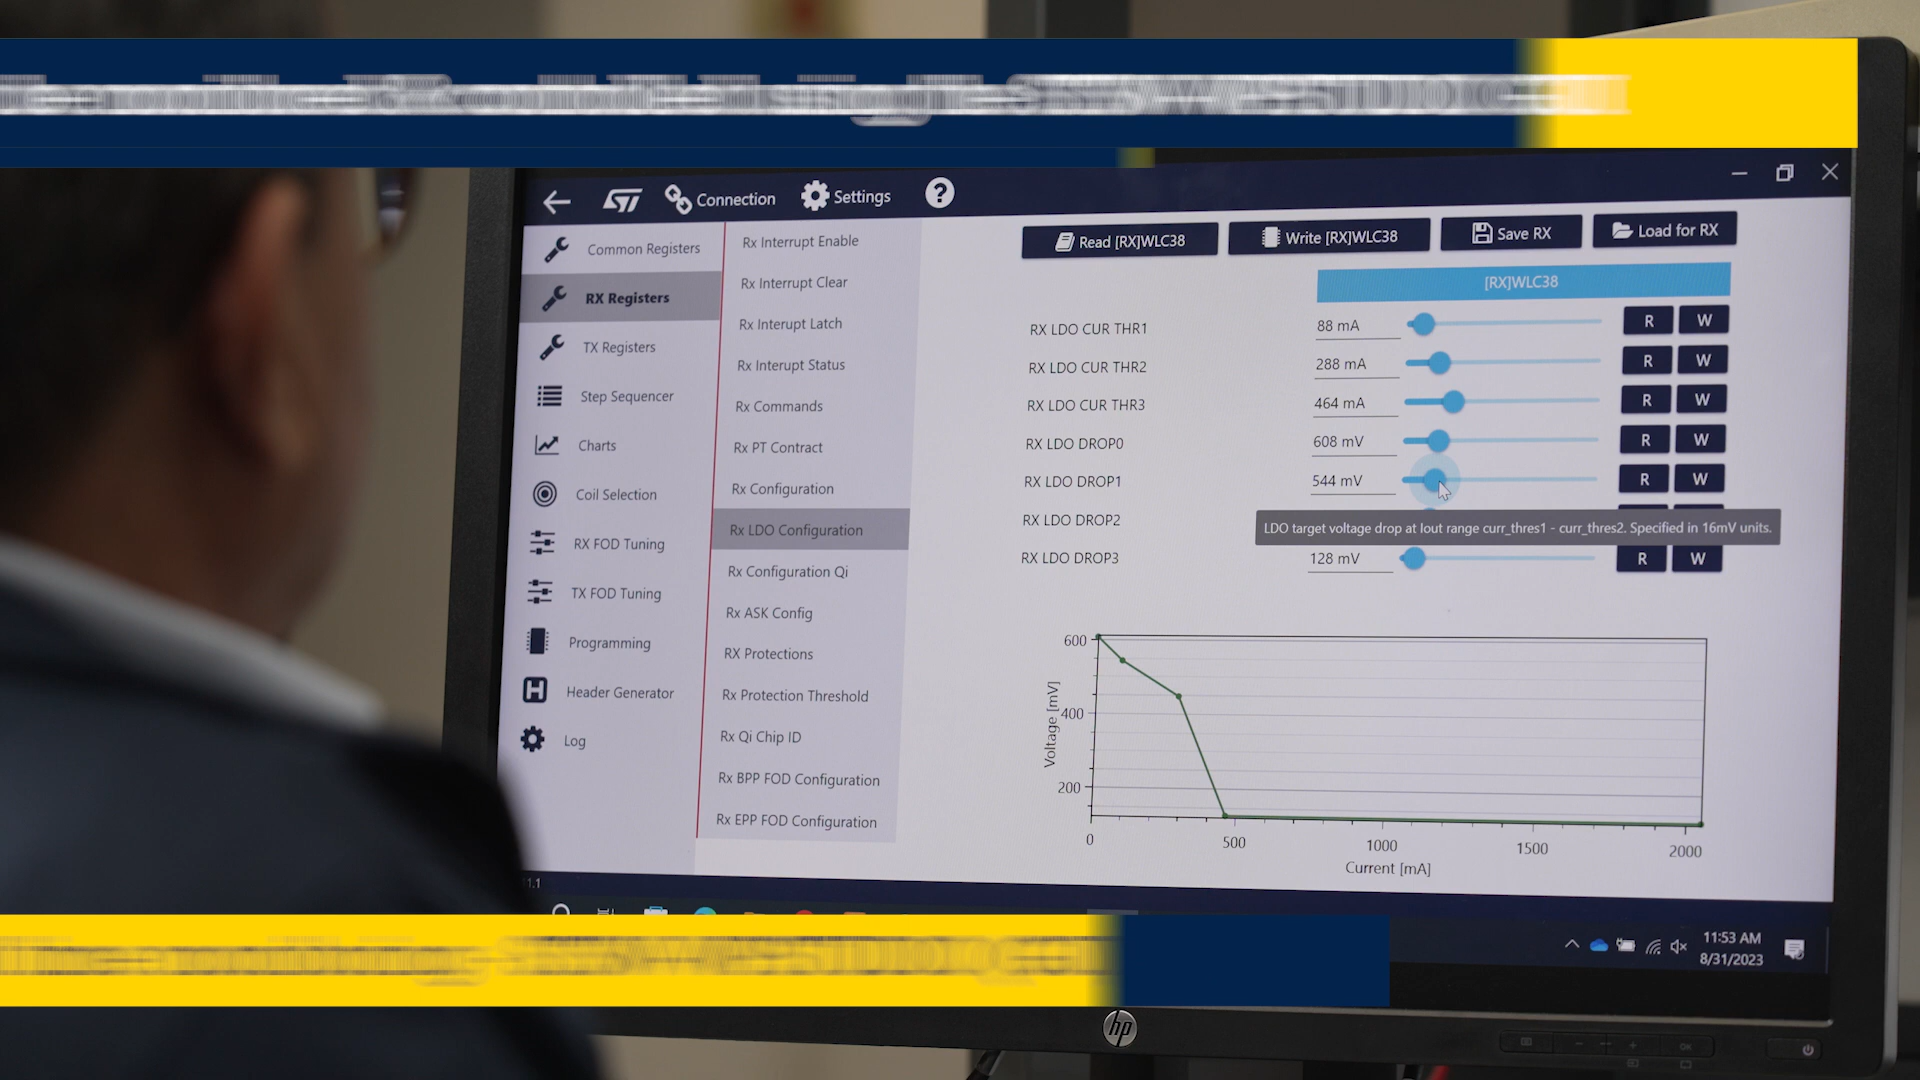 ST Connection Settings ?
Common Registers
RX Registers
TX Registers
Step Sequencer
Charts
Coil Selection
RX FOD Tuning
TX FOD Tuning
Programming
Header Generator
Log
Rx Interrupt Enable
Rx Interrupt Clear
Rx Interupt Latch
Rx Interupt Status
Rx Commands
Rx PT Contract
Rx Configuration
Rx LDO Configuration
Rx Configuration Qi
Rx ASK Config
RX Protections
Rx Protection Threshold
Rx Qi Chip ID
Rx BPP FOD Configuration
Rx EPP FOD Configuration
Read [RX]WLC38 Write [RX]WLC38 Save RX Load for RX
[RX]WLC38
RX LDO CUR THR1 88 mA R W
RX LDO CUR THR2 288 mA R W
RX LDO CUR THR3 464 mA R W
RX LDO DROP0 608 mV R W
RX LDO DROP1 544 mV R W
RX LDO DROP2
LDO target voltage drop at Iout range curr_thres1 - curr_thres2. Specified in 16mV units.
RX LDO DROP3 128 mV R W
600
400
200
Voltage [mV]
0 500 1000 1500 2000
Current [mA]
11:53 AM
8/31/2023
hp
OK